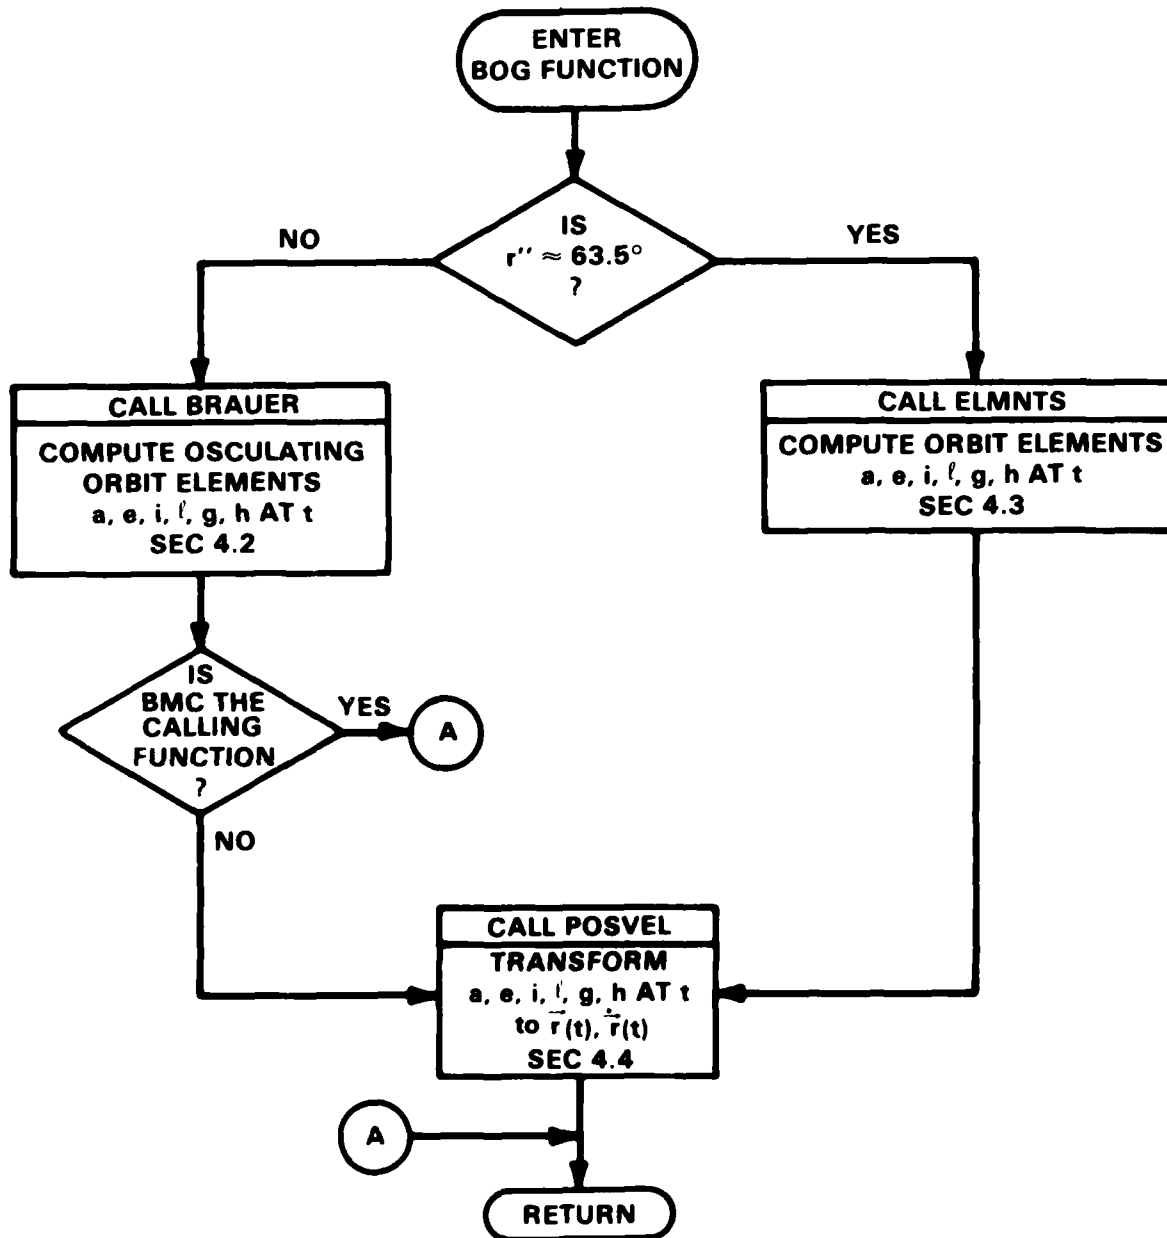 ENTER
BOG FUNCTION
IS
r'' ≈ 63.5°
?
NO
YES
CALL BRAUER
COMPUTE OSCULATING
ORBIT ELEMENTS
a, e, i, ℓ, g, h AT t
SEC 4.2
CALL ELMNTS
COMPUTE ORBIT ELEMENTS
a, e, i, ℓ, g, h AT t
SEC 4.3
IS
BMC THE
CALLING
FUNCTION
?
YES
A
NO
CALL POSVEL
TRANSFORM
a, e, i, ℓ, g, h AT t
to r⃗(t), ṙ⃗(t)
SEC 4.4
A
RETURN